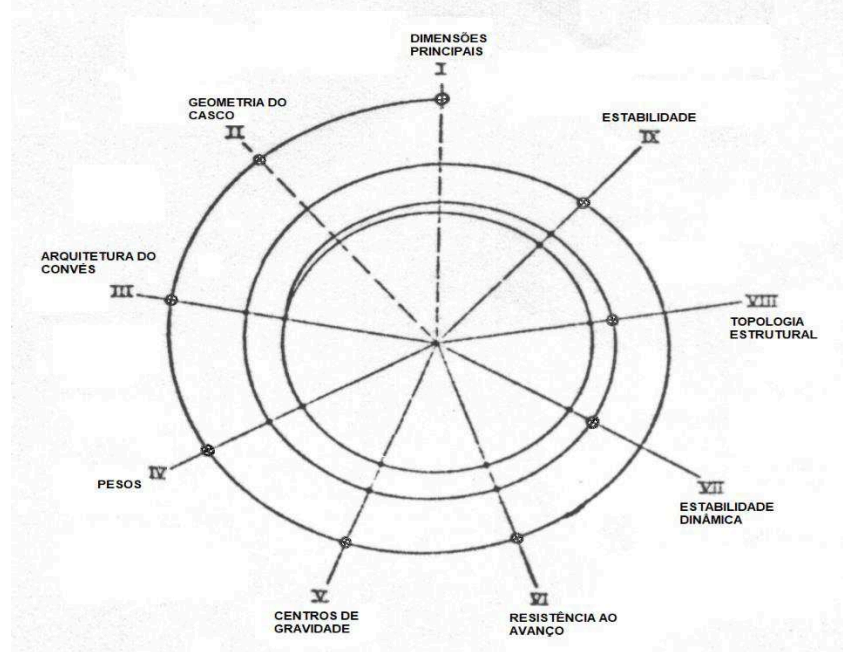 DIMENSÕES
PRINCIPAIS
I
GEOMETRIA DO
CASCO
II
ARQUITETURA DO
CONVÉS
III
IV
PESOS
V
CENTROS DE
GRAVIDADE
VI
RESISTÊNCIA AO
AVANÇO
VII
ESTABILIDADE
DINÂMICA
VIII
TOPOLOGIA
ESTRUTURAL
ESTABILIDADE
IX